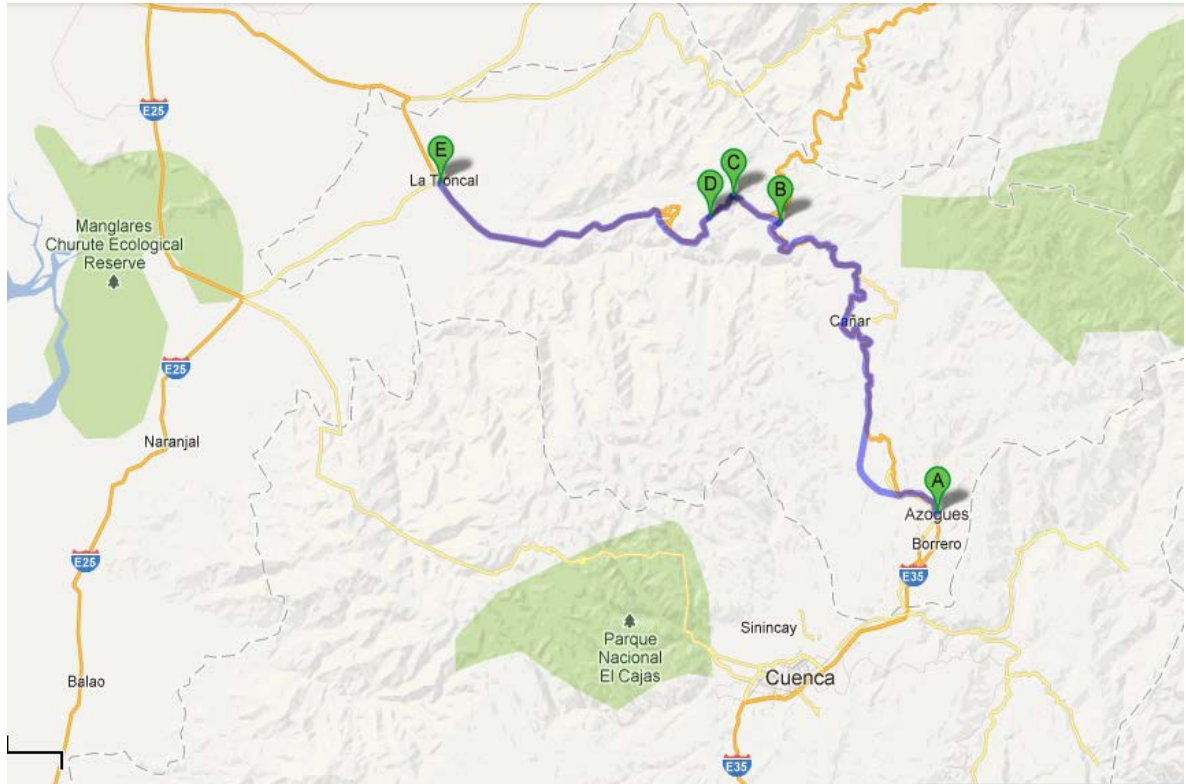 E25
E
La Troncal
D
C
B
Manglares
Churute Ecological
Reserve
Cañar
E25
Naranjal
A
Azogues
Borrero
E25
E35
Parque
Nacional
El Cajas
Sinincay
Cuenca
Balao
E35